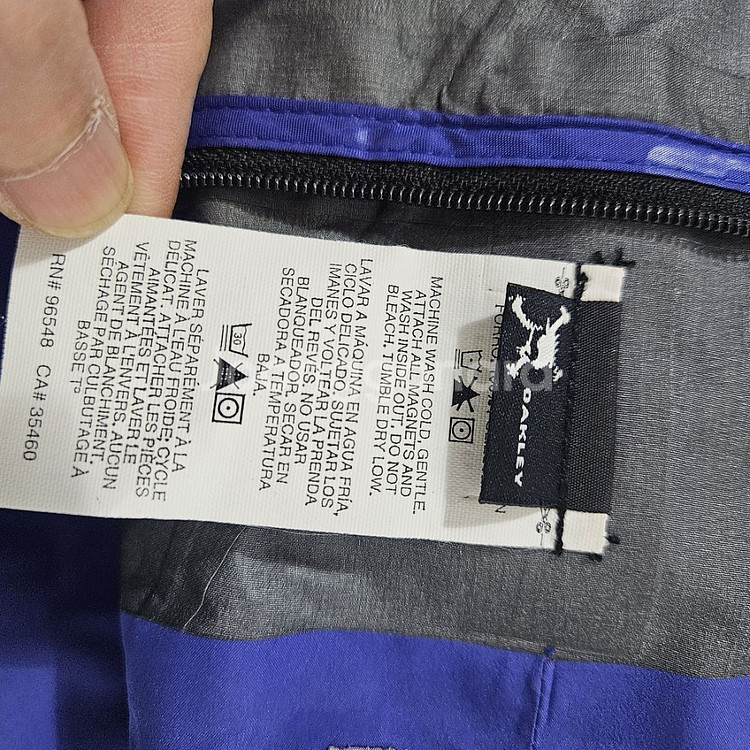 OAKLEY
MACHINE WASH COLD, GENTLE.
ATTACH ALL MAGNETS AND
WASH INSIDE OUT. DO NOT
BLEACH, TUMBLE DRY LOW.
LAVAR A MÁQUINA EN AGUA FRÍA,
CICLO DELICADO, SUJETAR LOS
IMANES Y VOLTEAR LA PRENDA
DEL REVÉS. NO USAR
BLANQUEADOR, SECAR EN
SECADORA A TEMPERATURA
BAJA.
30
LAVER SÉPAREMENT À LA
MACHINE À L'EAU FROIDE; CYCLE
DÉLICAT. ATTACHER LES PIÈCES
AIMANTÉES ET LAVER LE
VÊTEMENT À L'ENVERS. AUCUN
AGENT DE BLANCHIMENT.
SÉCHAGE PAR CULBUTAGE À
BASSE T°
RN# 96548 CA# 35460